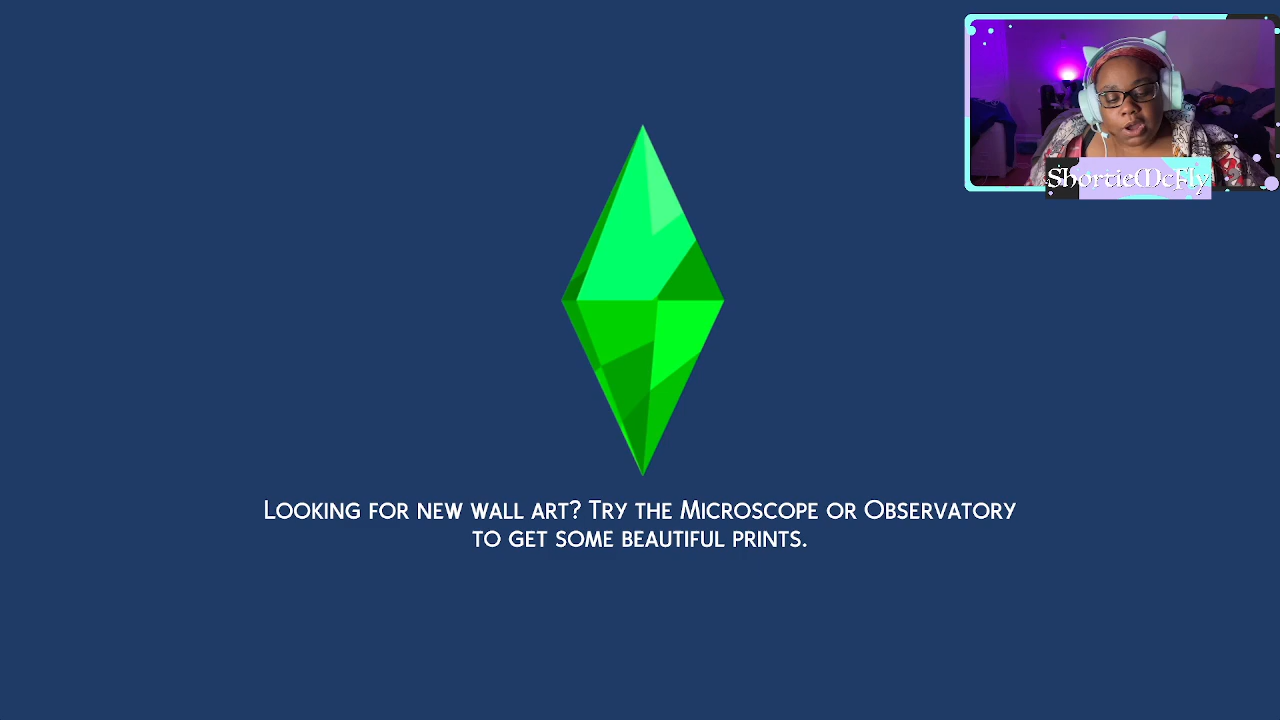 ShortieMcFly
Looking for new wall art? Try the Microscope or Observatory
to get some beautiful prints.